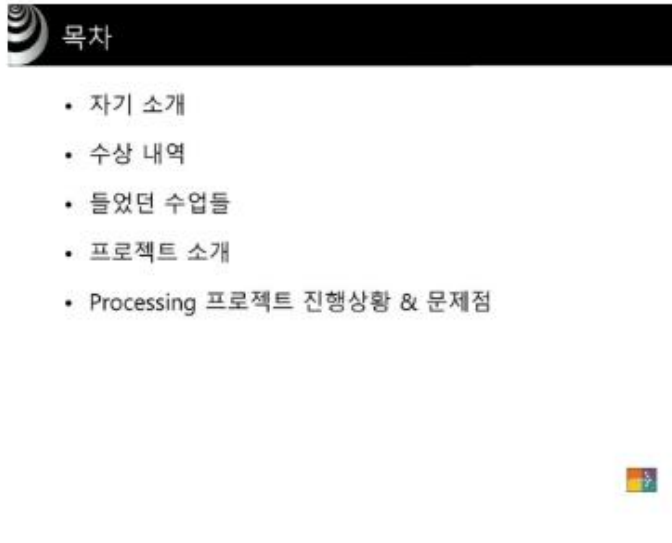 목차
• 자기 소개
• 수상 내역
• 들었던 수업들
• 프로젝트 소개
• Processing 프로젝트 진행상황 & 문제점